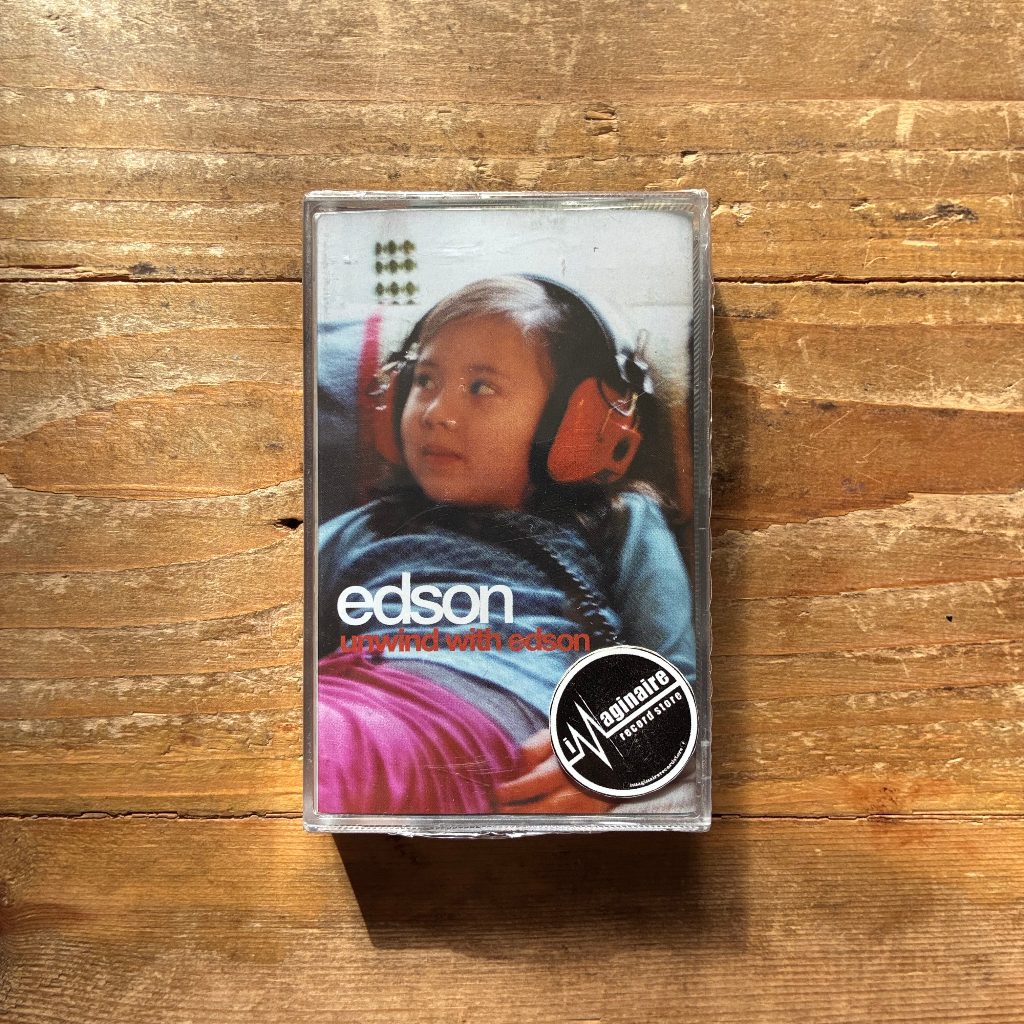 edson
unwind with edson
imaginaire
record store